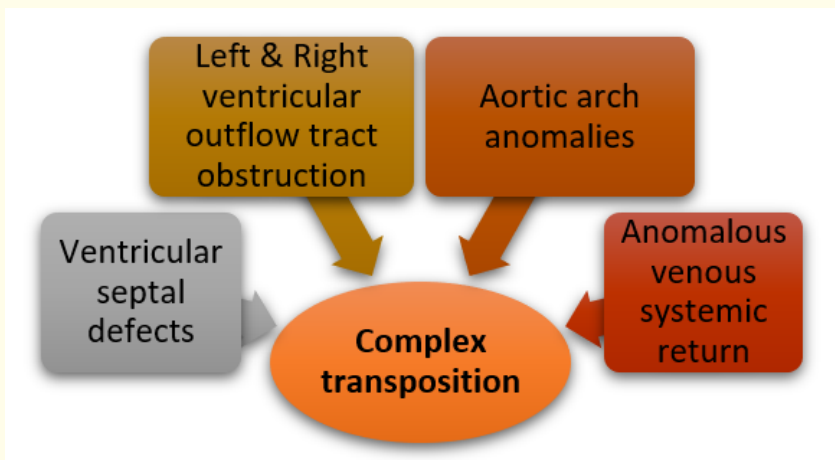 Left & Right
ventricular
outflow tract
obstruction
Aortic arch
anomalies
Ventricular
septal
defects
Anomalous
venous
systemic
return
Complex
transposition